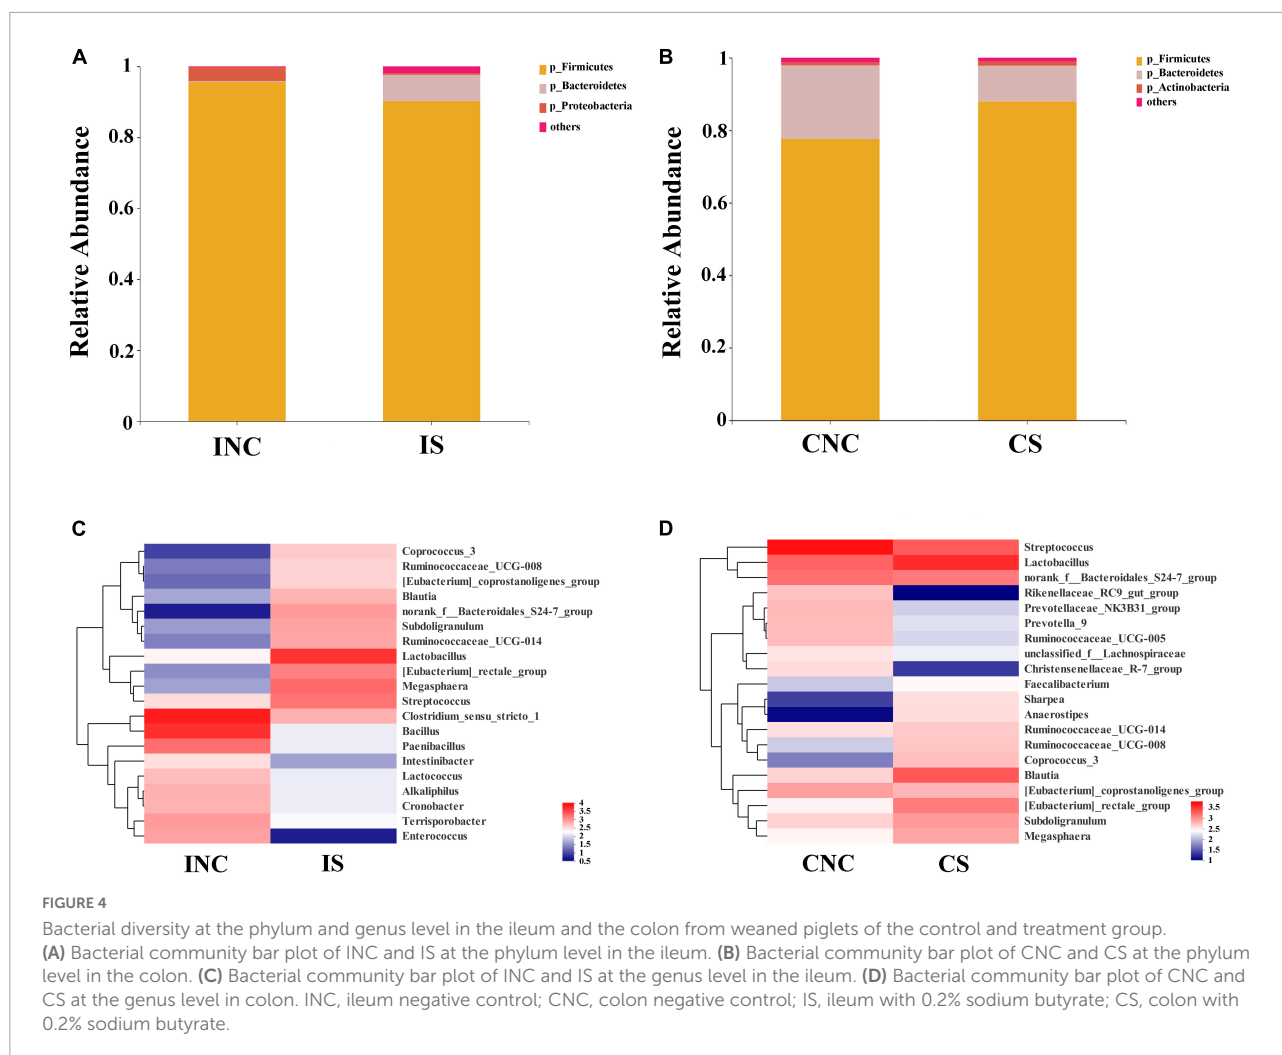 A
1
0.8
0.6
0.4
0.2
0
Relative Abundance
INC
IS
p_Firmicutes
p_Bacteroidetes
p_Proteobacteria
others
B
1
0.8
0.6
0.4
0.2
0
Relative Abundance
CNC
CS
p_Firmicutes
p_Bacteroidetes
p_Actinobacteria
others
C
Coprococcus_3
Ruminococcaceae_UCG-008
[Eubacterium]_coprostanoligenes_group
Blautia
norank_f__Bacteroidales_S24-7_group
Subdoligranulum
Ruminococcaceae_UCG-014
Lactobacillus
[Eubacterium]_rectale_group
Megasphaera
Streptococcus
Clostridium_sensu_stricto_1
Bacillus
Paenibacillus
Intestinibacter
Lactococcus
Alkaliphilus
Cronobacter
Terrisporobacter
Enterococcus
INC
IS
4
3.5
3
2.5
2
1.5
1
0.5
D
Streptococcus
Lactobacillus
norank_f__Bacteroidales_S24-7_group
Rikenellaceae_RC9_gut_group
Prevotellaceae_NK3B31_group
Prevotella_9
Ruminococcaceae_UCG-005
unclassified_f__Lachnospiraceae
Christensenellaceae_R-7_group
Faecalibacterium
Sharpea
Anaerostipes
Ruminococcaceae_UCG-014
Ruminococcaceae_UCG-008
Coprococcus_3
Blautia
[Eubacterium]_coprostanoligenes_group
[Eubacterium]_rectale_group
Subdoligranulum
Megasphaera
CNC
CS
3.5
3
2.5
2
1.5
1
FIGURE 4
Bacterial diversity at the phylum and genus level in the ileum and the colon from weaned piglets of the control and treatment group.
(A) Bacterial community bar plot of INC and IS at the phylum level in the ileum. (B) Bacterial community bar plot of CNC and CS at the phylum
level in the colon. (C) Bacterial community bar plot of INC and IS at the genus level in the ileum. (D) Bacterial community bar plot of CNC and
CS at the genus level in colon. INC, ileum negative control; CNC, colon negative control; IS, ileum with 0.2% sodium butyrate; CS, colon with
0.2% sodium butyrate.